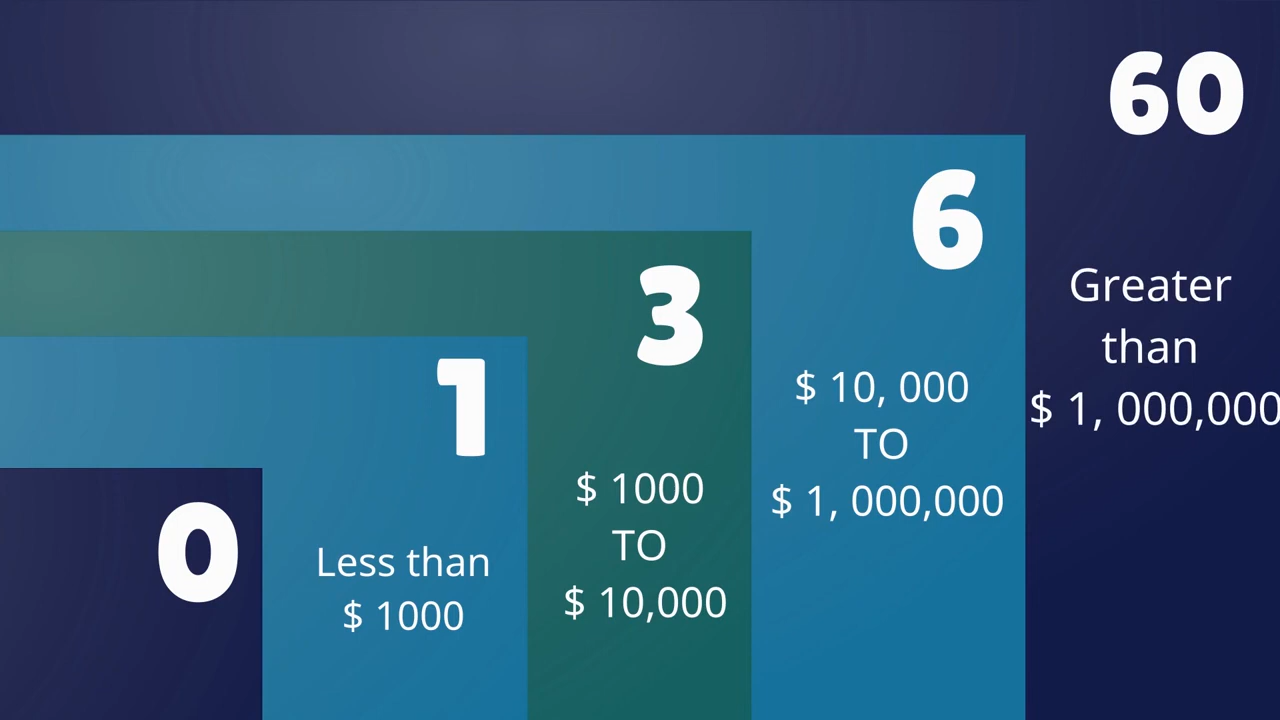 0
1
Less than
$ 1000
3
$ 1000
TO
$ 10,000
6
$ 10, 000
TO
$ 1, 000,000
60
Greater
than
$ 1, 000,000